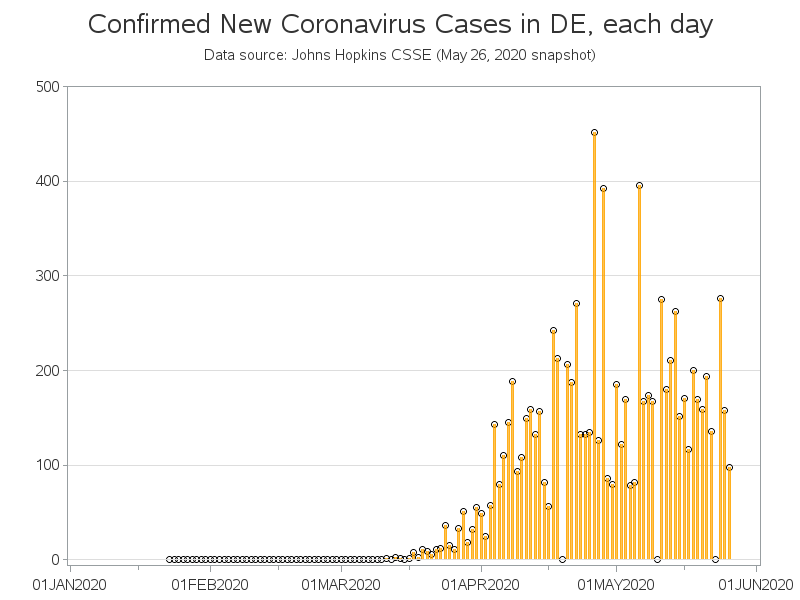 Confirmed New Coronavirus Cases in DE, each day
Data source: Johns Hopkins CSSE (May 26, 2020 snapshot)
500
400
300
200
100
0
01JAN2020 01FEB2020 01MAR2020 01APR2020 01MAY2020 01JUN2020